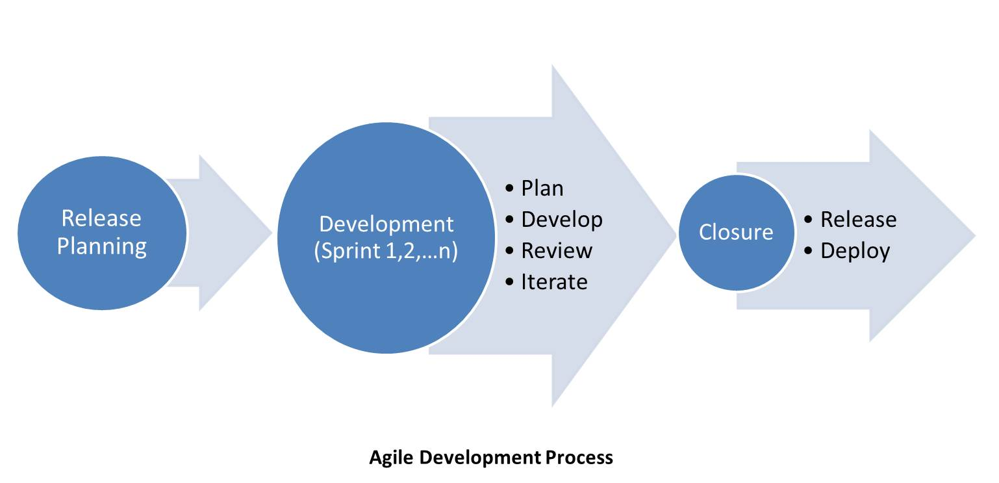 Release
Planning
Development
(Sprint 1,2,...n)
• Plan
• Develop
• Review
• Iterate
Closure
• Release
• Deploy
Agile Development Process